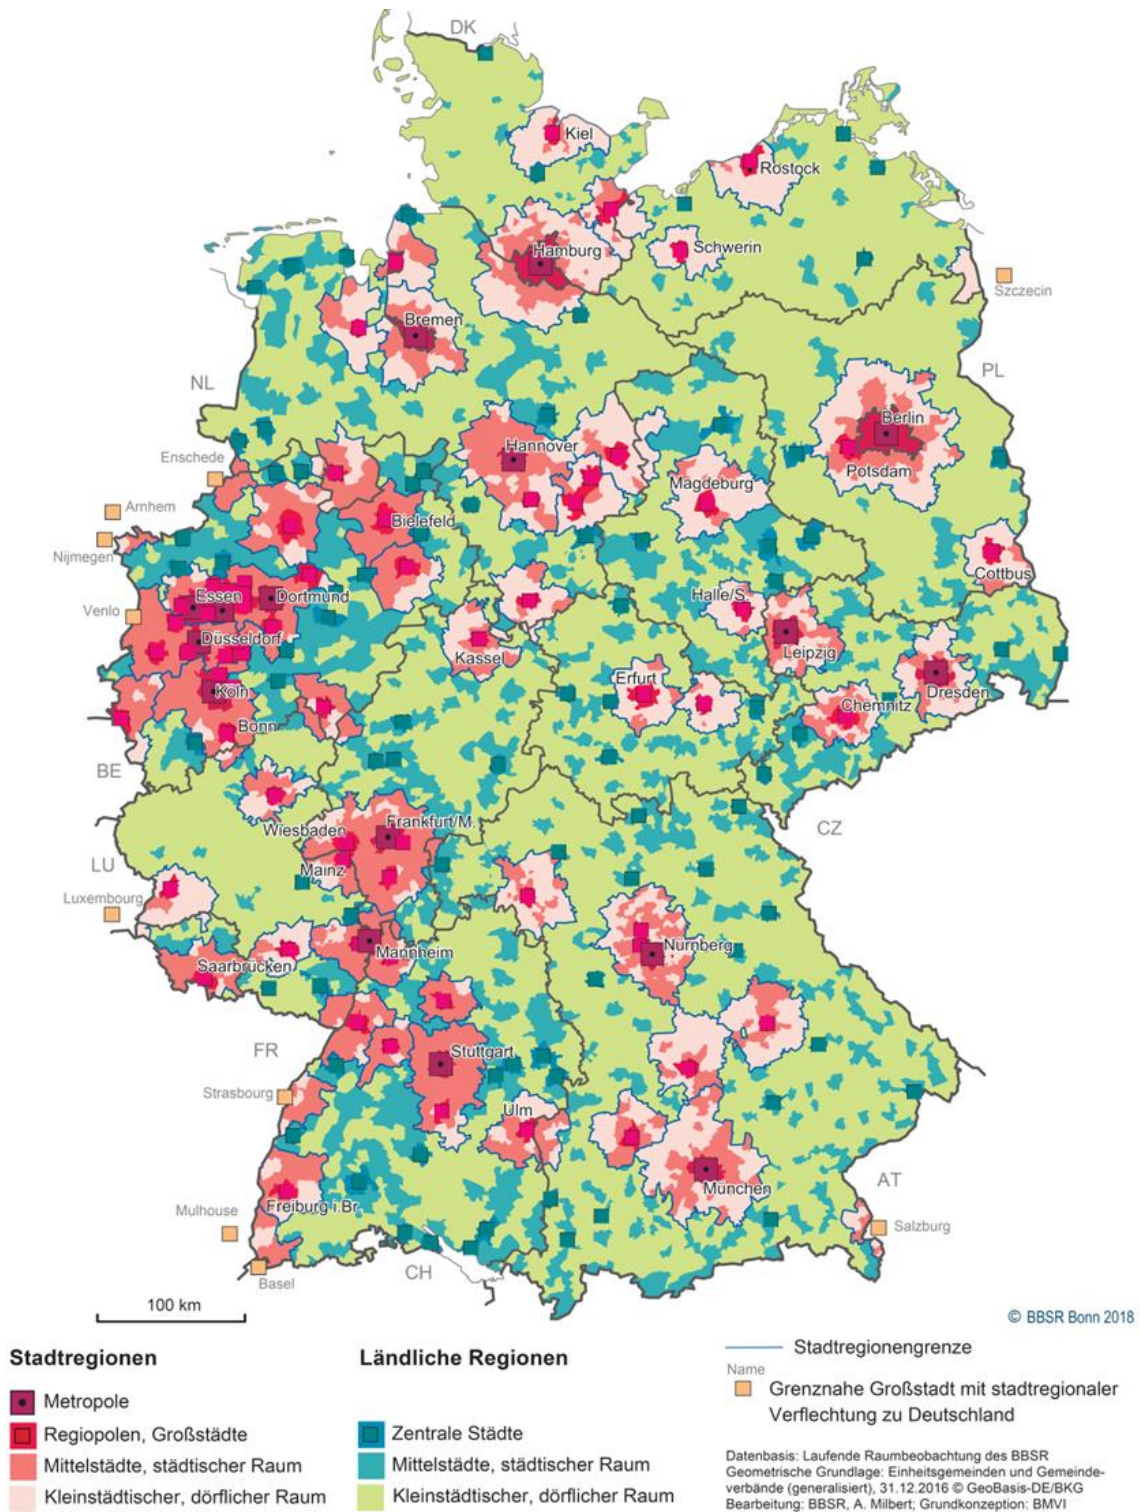 DK
Kiel
Rostock
Hamburg
Schwerin
Szczecin
Bremen
NL
PL
Berlin
Hannover
Enschede
Potsdam
Magdeburg
Arnhem
Bielefeld
Nijmegen
Cottbus
Essen
Dortmund
Halle/S.
Venlo
Düsseldorf
Leipzig
Kassel
Erfurt
Köln
Dresden
Chemnitz
Bonn
BE
Wiesbaden
Frankfurt/M.
CZ
LU
Mainz
Luxembourg
Nürnberg
Mannheim
Saarbrücken
FR
Stuttgart
Strasbourg
Ulm
München
AT
Freiburg i.Br.
Mulhouse
Salzburg
CH
Basel
100 km
© BBSR Bonn 2018
Stadtregionen
Metropole
Regiopolen, Großstädte
Mittelstädte, städtischer Raum
Kleinstädtischer, dörflicher Raum
Ländliche Regionen
Zentrale Städte
Mittelstädte, städtischer Raum
Kleinstädtischer, dörflicher Raum
Stadtregionengrenze
Name
Grenznahe Großstadt mit stadtregionaler
Verflechtung zu Deutschland
Datenbasis: Laufende Raumbeobachtung des BBSR
Geometrische Grundlage: Einheitsgemeinden und Gemeinde-
verbände (generalisiert), 31.12.2016 © GeoBasis-DE/BKG
Bearbeitung: BBSR, A. Milbert; Grundkonzeption: BMVI